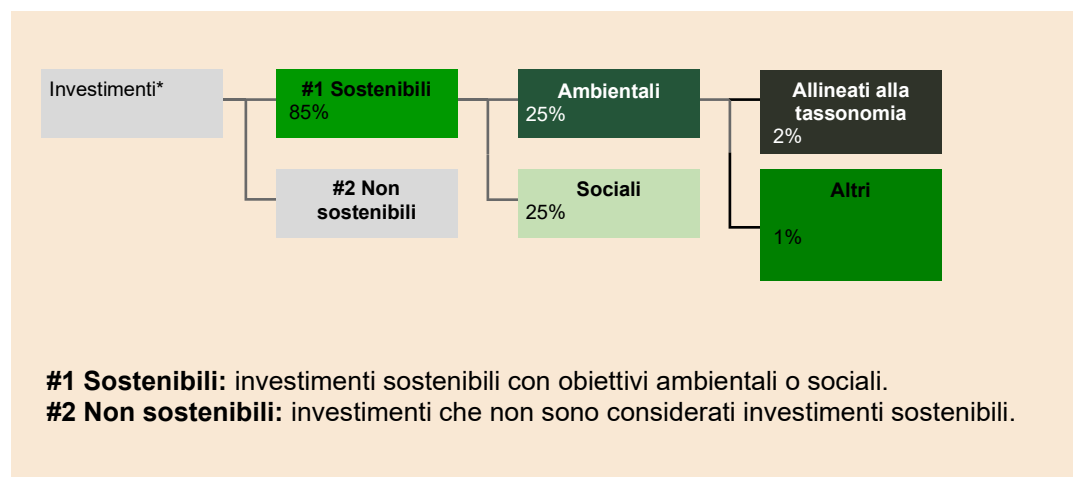 Investimenti*
#1 Sostenibili
85%
#2 Non
sostenibili
Ambientali
25%
Sociali
25%
Allineati alla
tassonomia
2%
Altri
1%
#1 Sostenibili: investimenti sostenibili con obiettivi ambientali o sociali.
#2 Non sostenibili: investimenti che non sono considerati investimenti sostenibili.